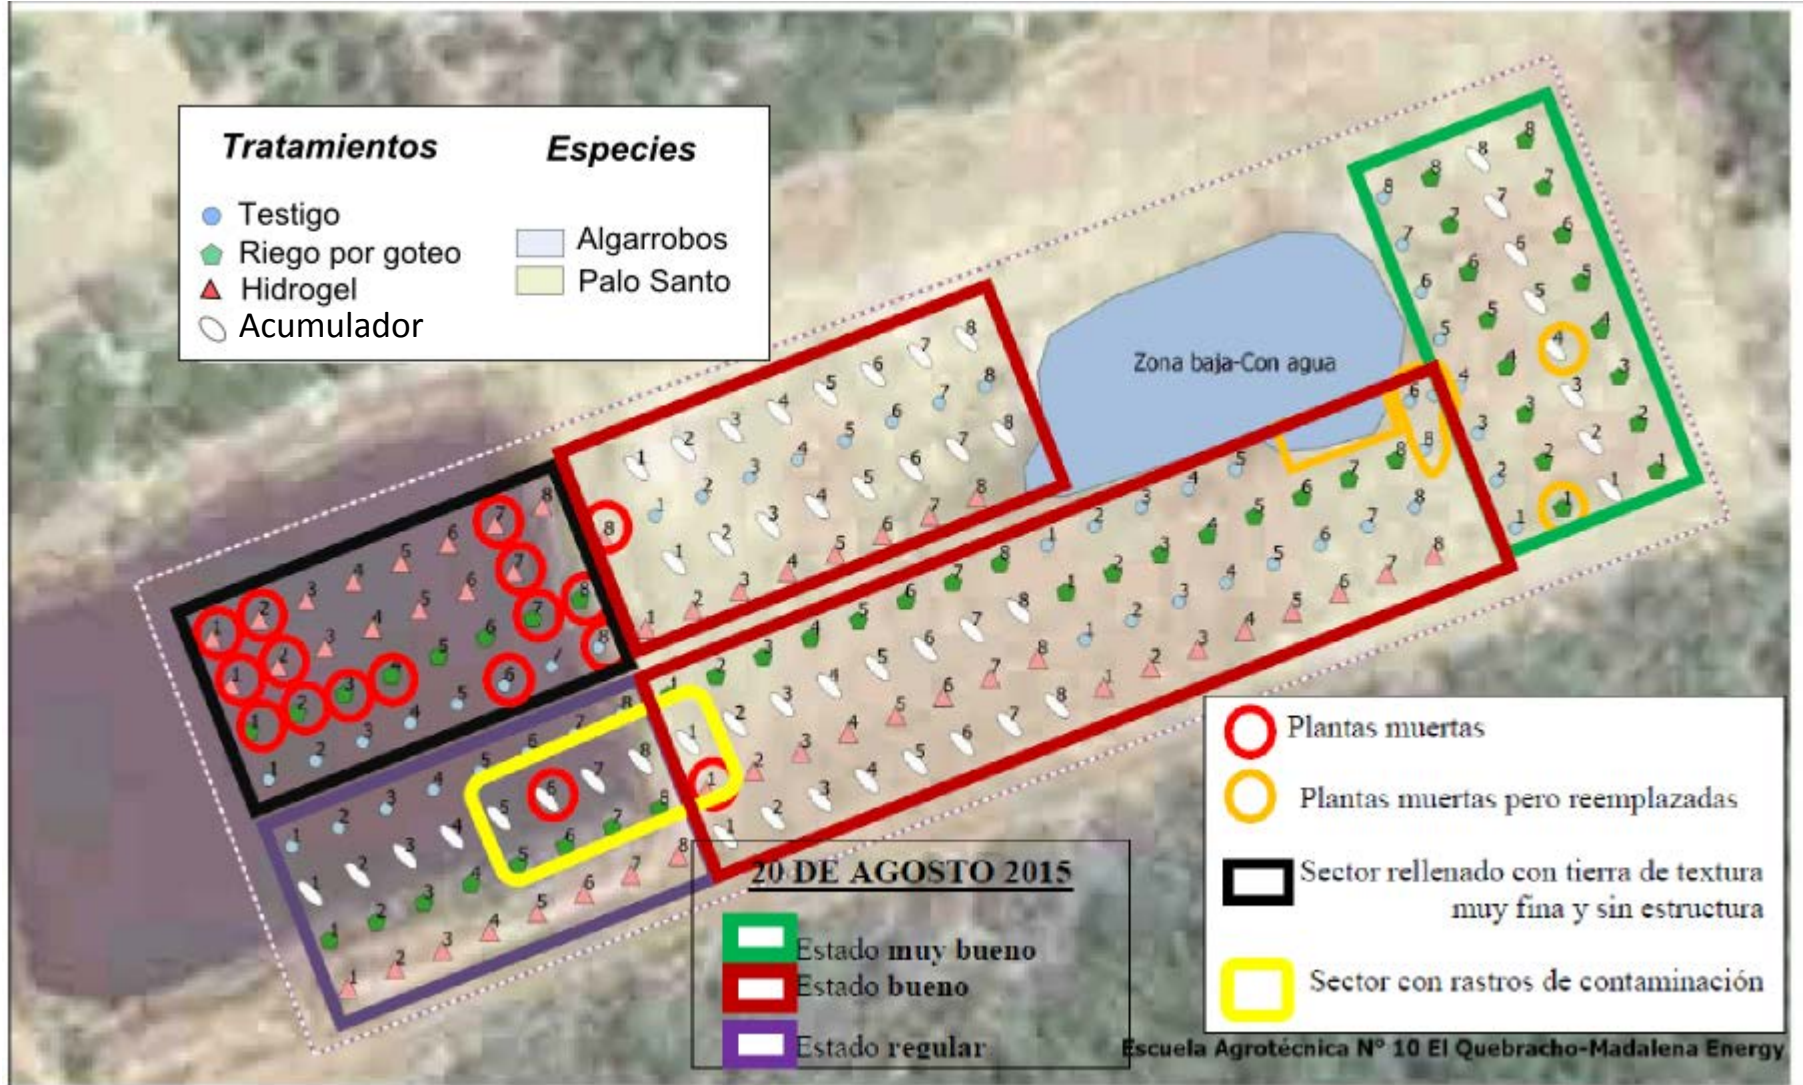 Tratamientos
Especies
Testigo
Riego por goteo
Hidrogel
Acumulador
Algarrobos
Palo Santo
Zona baja-Con agua
Plantas muertas
Plantas muertas pero reemplazadas
Sector rellenado con tierra de textura
muy fina y sin estructura
Sector con rastros de contaminación
20 DE AGOSTO 2015
Estado muy bueno
Estado bueno
Estado regular
Escuela Agrotécnica Nº 10 El Quebracho-Madalena Energy